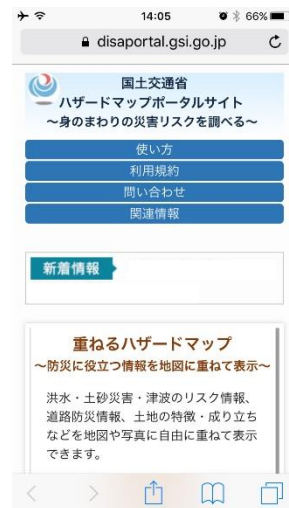 14:05
66%
disaportal.gsi.go.jp
国土交通省
ハザードマップポータルサイト
～身のまわりの災害リスクを調べる～
使い方
利用規約
問い合わせ
関連情報
新着情報
重ねるハザードマップ
～防災に役立つ情報を地図に重ねて表示～
洪水・土砂災害・津波のリスク情報、
道路防災情報、土地の特徴・成り立ち
などを地図や写真に自由に重ねて表示
できます。